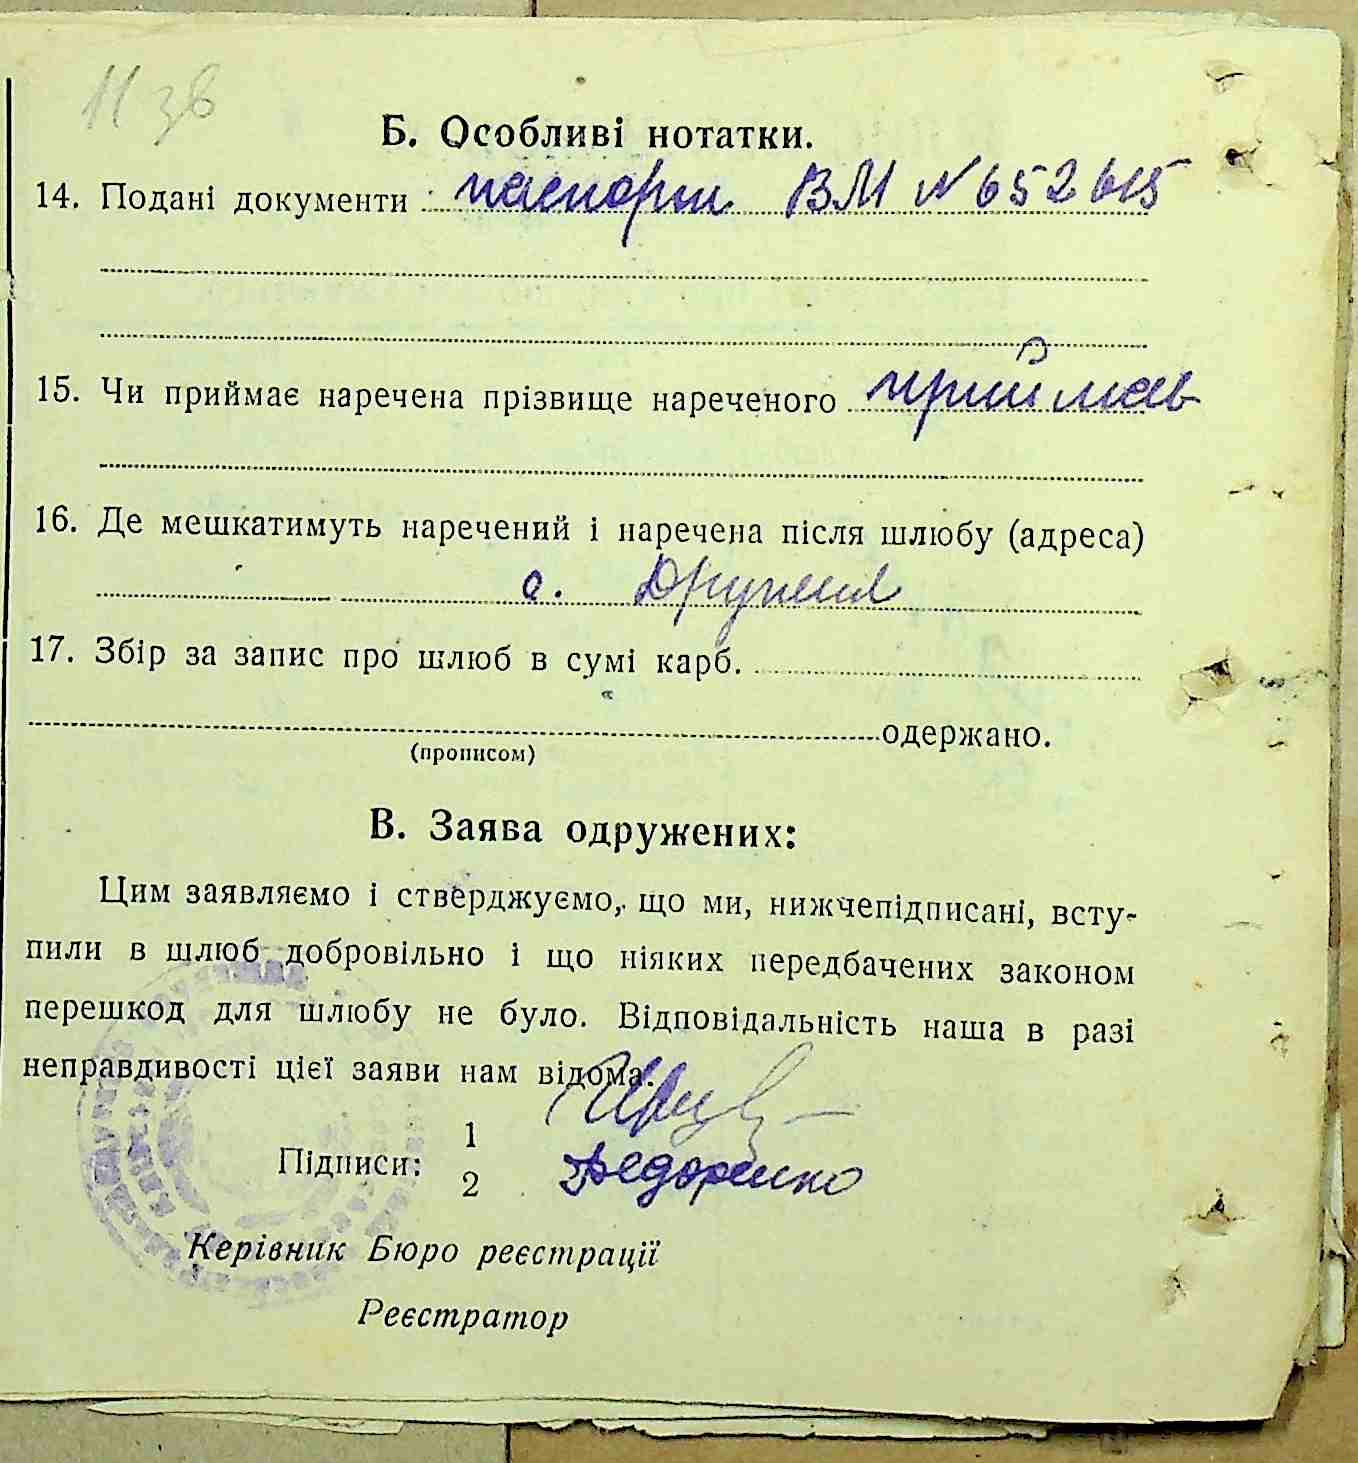 11 зв
Б. Особливі нотатки.
14. Подані документи паспорт ВМ №652615
15. Чи приймає наречена прізвище нареченого приймає
16. Де мешкатимуть наречений і наречена після шлюбу (адреса)
с. Дружня
17. Збір за запис про шлюб в сумі карб.
одержано.
(прописом)
В. Заява одружених:
Цим заявляємо і стверджуємо, що ми, нижчепідписані, всту-
пили в шлюб добровільно і що ніяких передбачених законом
перешкод для шлюбу не було. Відповідальність наша в разі
неправдивості цієї заяви нам відома.
Підписи: 1
2 Федоренко
Керівник Бюро реєстрації
Реєстратор